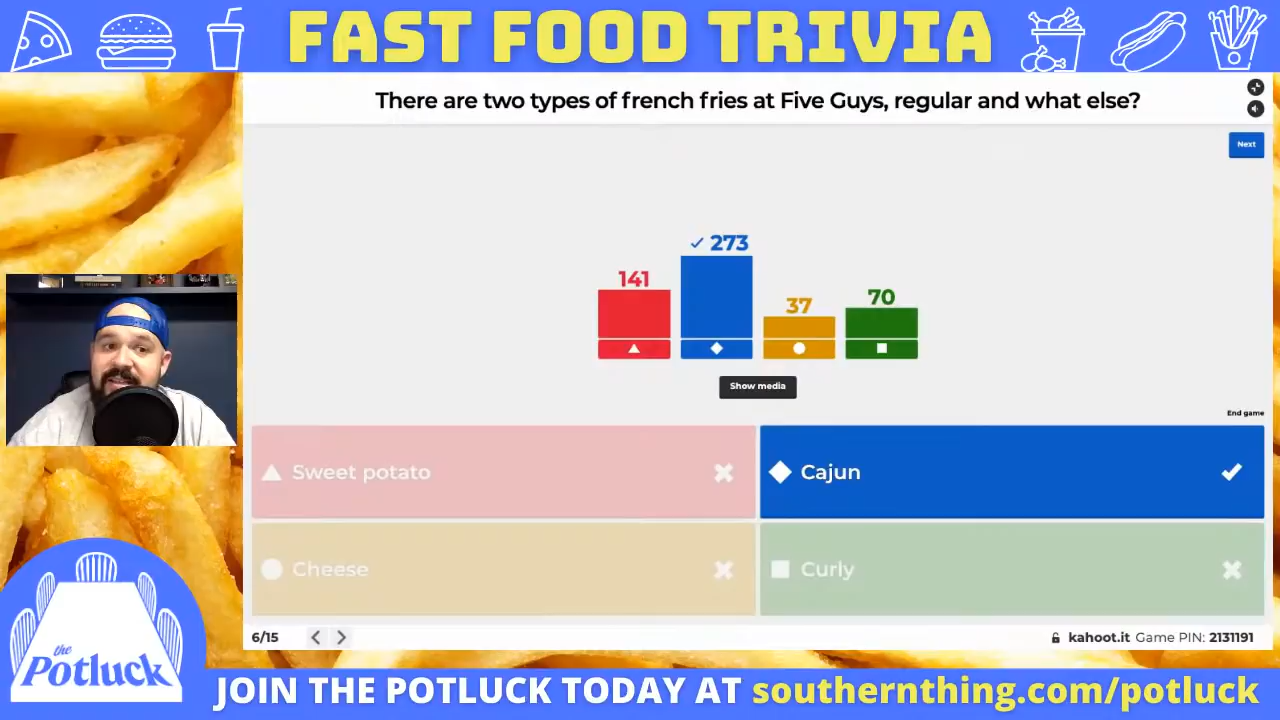 FAST FOOD TRIVIA
There are two types of french fries at Five Guys, regular and what else?
Next
141
273
37
70
Show media
End game
Sweet potato
Cajun
Cheese
Curly
6/15
kahoot.it Game PIN: 2131191
the
Potluck
JOIN THE POTLUCK TODAY AT southernthing.com/potluck